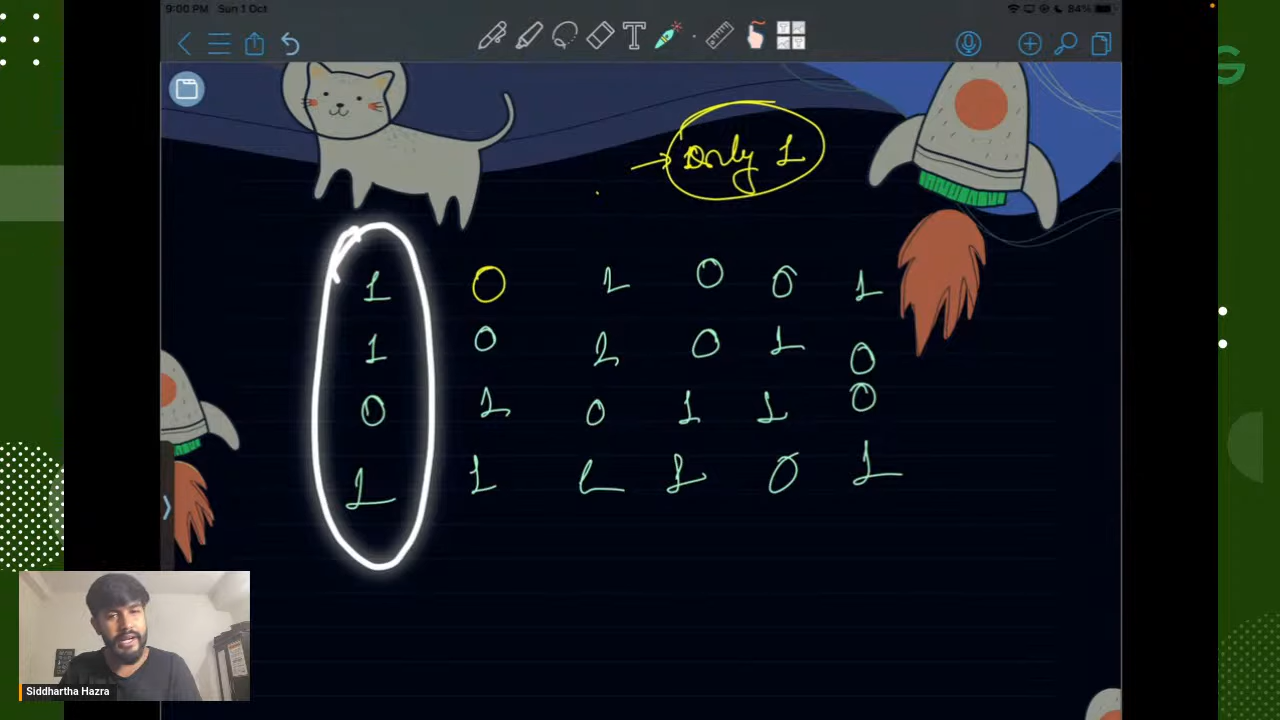 9:00 PM Sun 1 Oct
84%
T
Only 1
1 0 1 0 0 1
1 0 1 0 1 0
0 1 0 1 1 0
1 1 1 1 0 1
Siddhartha Hazra